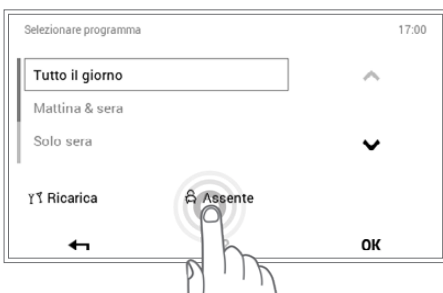 Selezionare programma 17:00
Tutto il giorno
Mattina & sera
Solo sera
Ricarica Assente
OK